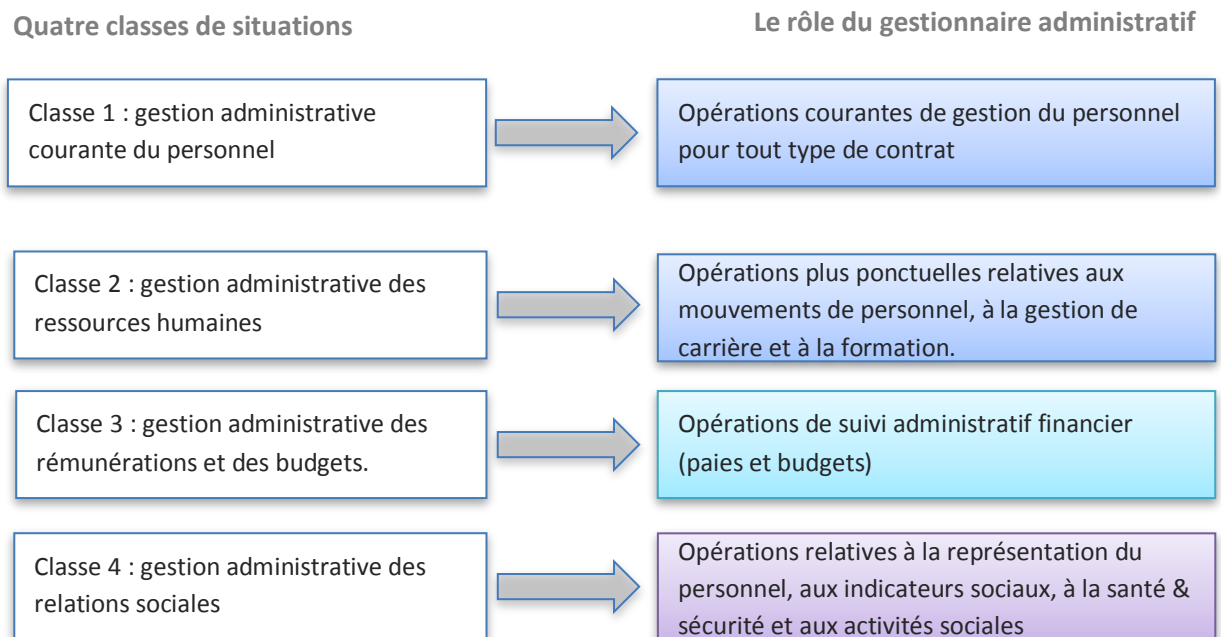 Quatre classes de situations
Le rôle du gestionnaire administratif
Classe 1 : gestion administrative
courante du personnel
Opérations courantes de gestion du personnel
pour tout type de contrat
Classe 2 : gestion administrative des
ressources humaines
Opérations plus ponctuelles relatives aux
mouvements de personnel, à la gestion de
carrière et à la formation.
Classe 3 : gestion administrative des
rémunérations et des budgets.
Opérations de suivi administratif financier
(paies et budgets)
Classe 4 : gestion administrative des
relations sociales
Opérations relatives à la représentation du
personnel, aux indicateurs sociaux, à la santé &
sécurité et aux activités sociales